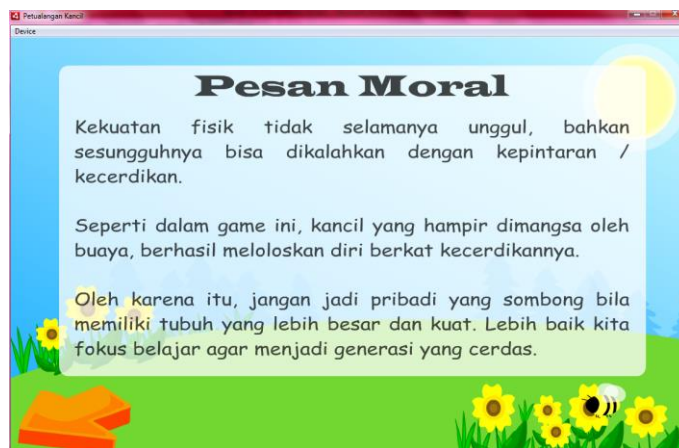 Petualangan Kancil
Device
Pesan Moral
Kekuatan fisik tidak selamanya unggul, bahkan
sesungguhnya bisa dikalahkan dengan kepintaran /
kecerdikan.
Seperti dalam game ini, kancil yang hampir dimangsa oleh
buaya, berhasil meloloskan diri berkat kecerdikannya.
Oleh karena itu, jangan jadi pribadi yang sombong bila
memiliki tubuh yang lebih besar dan kuat. Lebih baik kita
fokus belajar agar menjadi generasi yang cerdas.